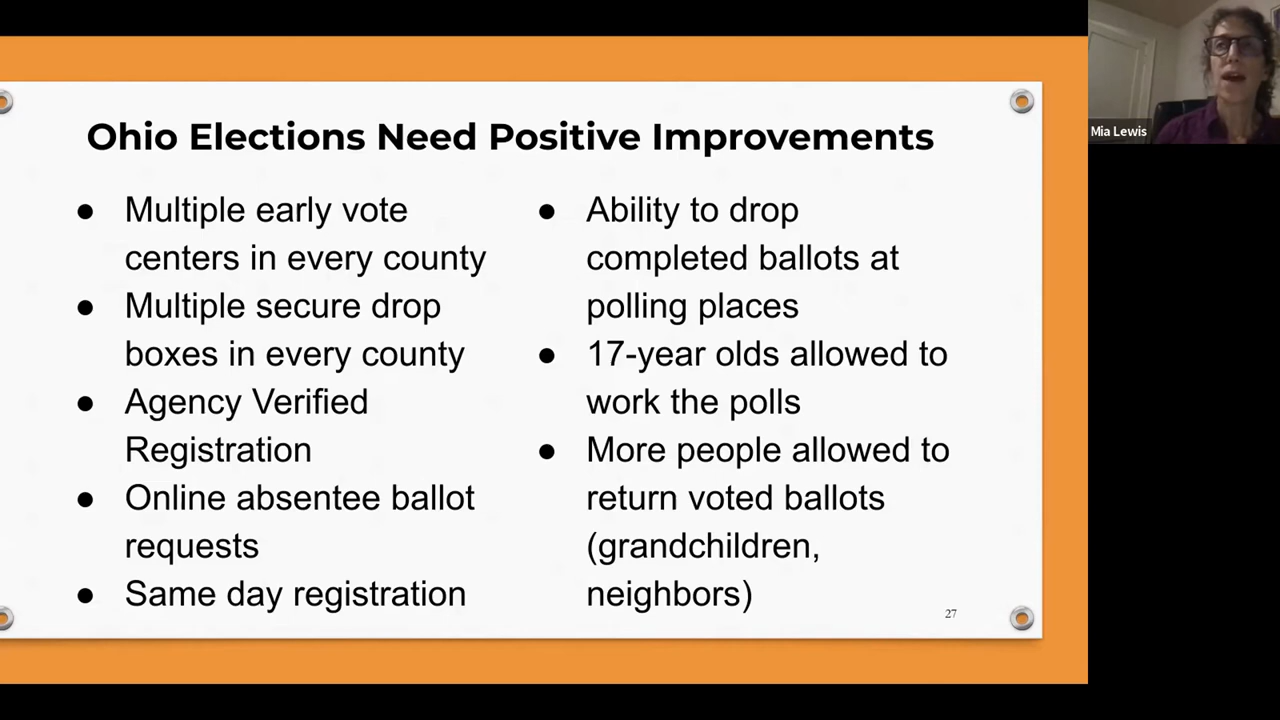 Ohio Elections Need Positive Improvements
● Multiple early vote
centers in every county
● Multiple secure drop
boxes in every county
● Agency Verified
Registration
● Online absentee ballot
requests
● Same day registration
● Ability to drop
completed ballots at
polling places
● 17-year olds allowed to
work the polls
● More people allowed to
return voted ballots
(grandchildren,
neighbors)
27
Mia Lewis